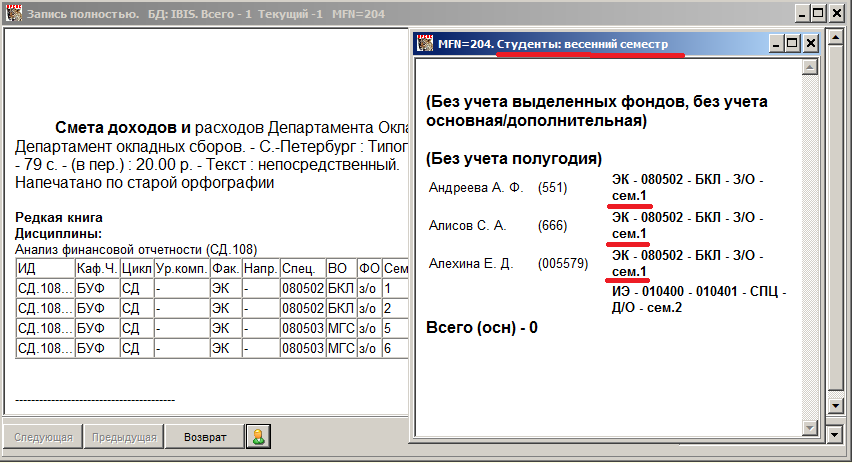 Запись полностью. БД: IBIS. Всего - 1 Текущий -1 MFN=204
Смета доходов и расходов Департамента
Департамент окладных сборов. - С.-Петербург :
- 79 с. - (в пер.) : 20.00 р. - Текст : непосредственный.
Напечатано по старой орфографии
Редкая книга
Дисциплины:
Анализ финансовой отчетности (СД.108)
ИД Каф.Ч. Цикл Ур.комп. Фак. Напр. Спец. ВО ФО Сем
СД.108... БУФ СД - ЭК - 080502 БКЛ з/о 1
СД.108... БУФ СД - ЭК - 080502 БКЛ з/о 2
СД.108... БУФ СД - ЭК - 080503 МГС з/о 5
СД.108... БУФ СД - ЭК - 080503 МГС з/о 6
----------------------------------------
Следующая Предыдущая Возврат
MFN=204. Студенты: весенний семестр
(Без учета выделенных фондов, без учета
основная/дополнительная)
(Без учета полугодия)
Андреева А. Ф. (551) ЭК - 080502 - БКЛ - З/О -
сем.1
Алисов С. А. (666) ЭК - 080502 - БКЛ - З/О -
сем.1
Алехина Е. Д. (005579) ЭК - 080502 - БКЛ - З/О -
сем.1
ИЭ - 010400 - 010401 - СПЦ -
Д/О - сем.2
Всего (осн) - 0